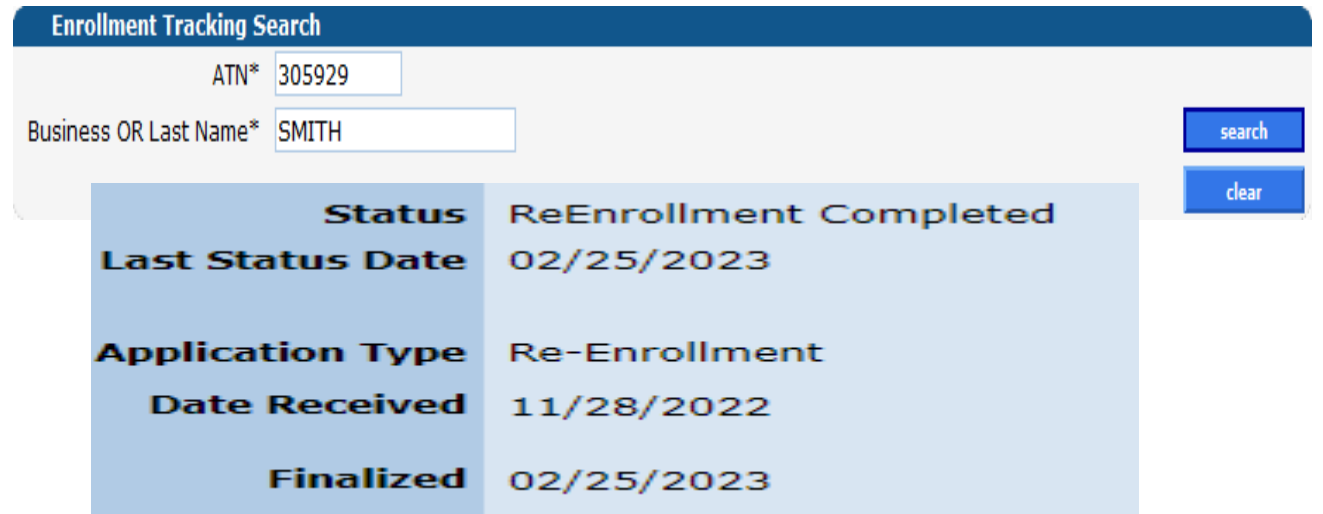 Enrollment Tracking Search
ATN* 305929
Business OR Last Name* SMITH
search
clear
Status ReEnrollment Completed
Last Status Date 02/25/2023
Application Type Re-Enrollment
Date Received 11/28/2022
Finalized 02/25/2023